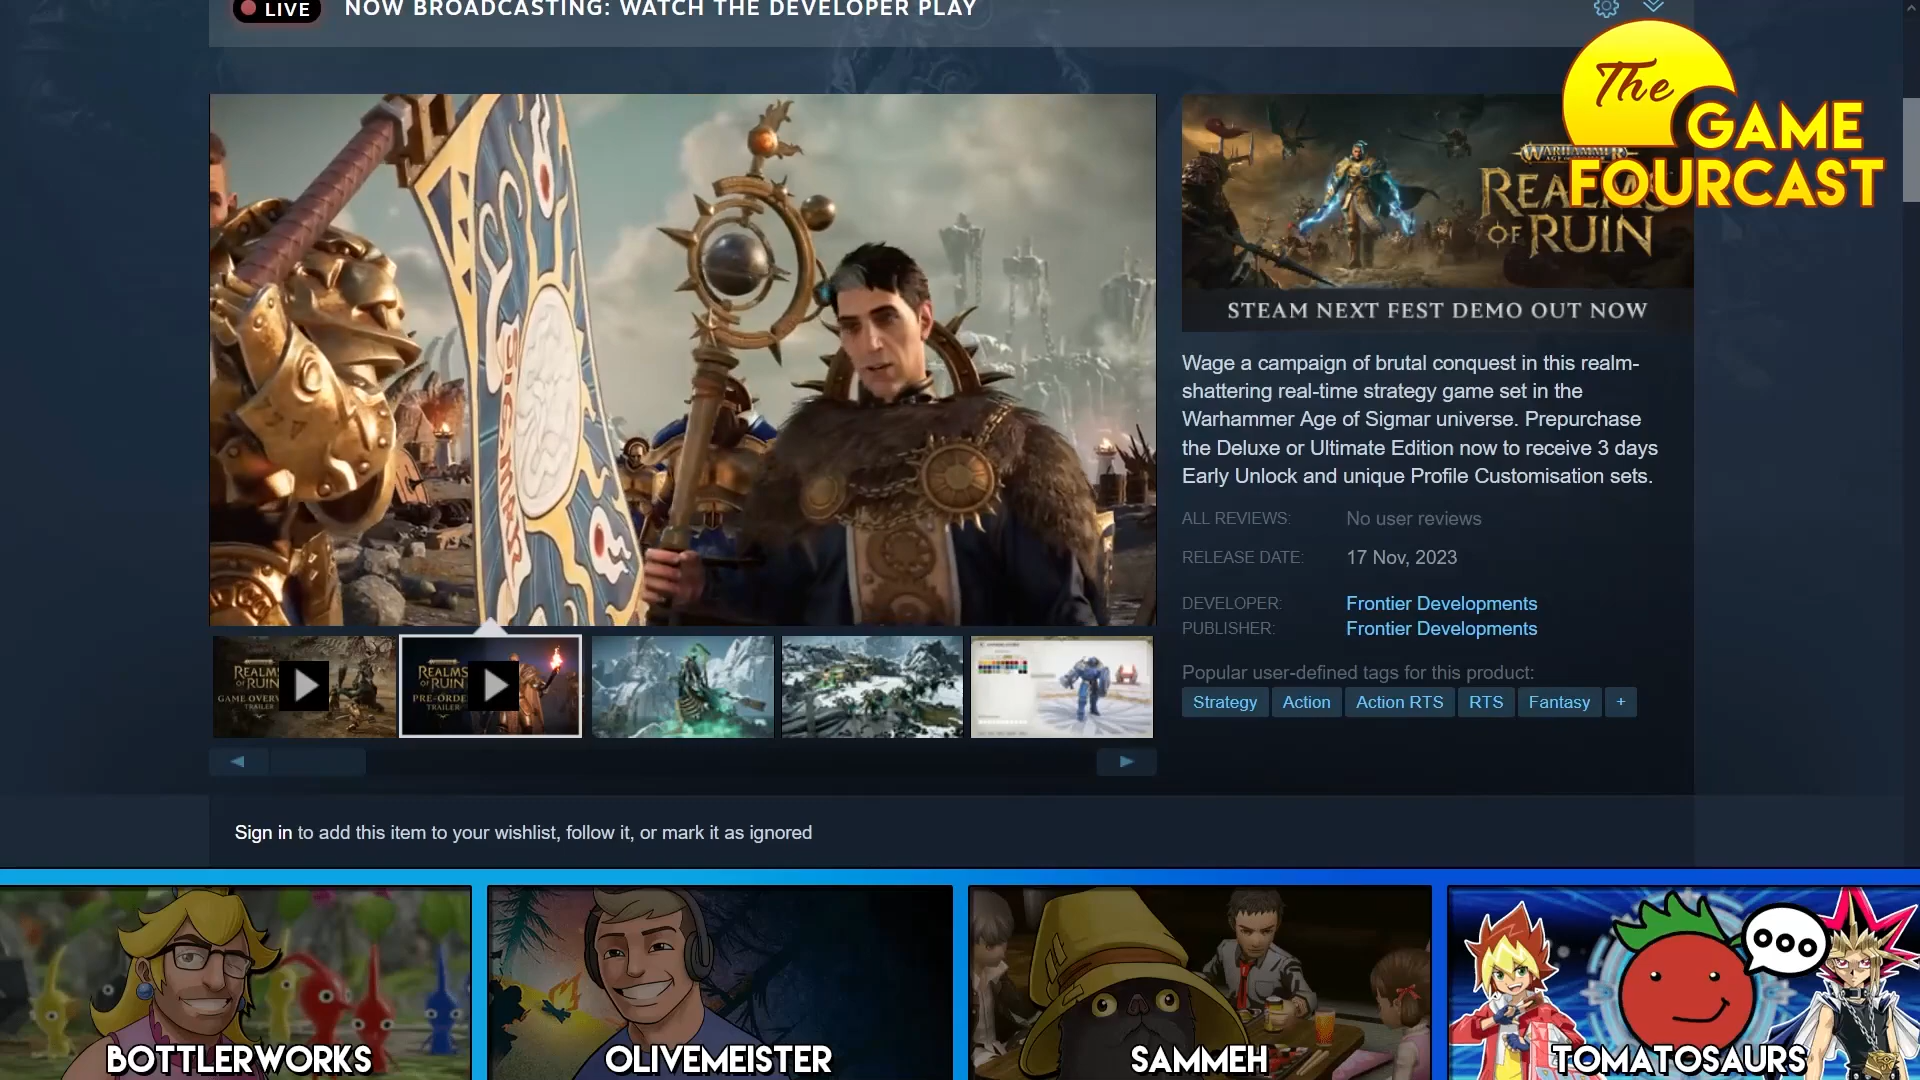 LIVE
NOW BROADCASTING: WATCH THE DEVELOPER PLAY
The
GAME
FOURCAST
WARHAMMER
REALMS
OF RUIN
STEAM NEXT FEST DEMO OUT NOW
Wage a campaign of brutal conquest in this realm-
shattering real-time strategy game set in the
Warhammer Age of Sigmar universe. Prepurchase
the Deluxe or Ultimate Edition now to receive 3 days
Early Unlock and unique Profile Customisation sets.
ALL REVIEWS: No user reviews
RELEASE DATE: 17 Nov, 2023
DEVELOPER: Frontier Developments
PUBLISHER: Frontier Developments
Popular user-defined tags for this product:
Strategy Action Action RTS RTS Fantasy +
SIGMAR
REALMS
OF RUIN
GAME OVER
TRAILER
REALMS
OF RUIN
PRE-ORDE
TRAILER
Sign in to add this item to your wishlist, follow it, or mark it as ignored
BOTTLERWORKS
OLIVEMEISTER
SAMMEH
TOMATOSAURS